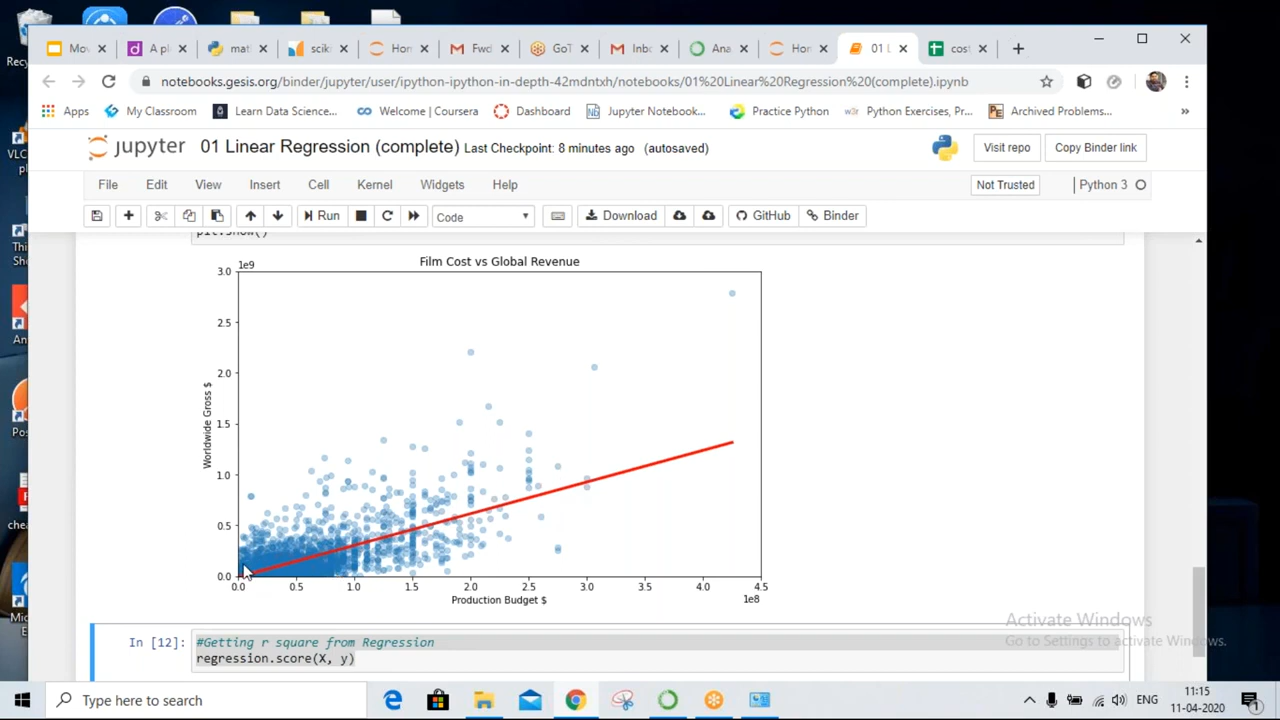 Recy
Mov
A pl
mat
scik
Hon
Fwd
GoT
Inbo
Ana
Hon
01 L
cost
notebooks.gesis.org/binder/jupyter/user/ipython-ipython-in-depth-42mdntxh/notebooks/01%20Linear%20Regression%20(complete).ipynb
Apps
My Classroom
Learn Data Science...
Welcome | Coursera
Dashboard
Jupyter Notebook...
Practice Python
Python Exercises, Pr...
Archived Problems...
»
VLC
pl
jupyter 01 Linear Regression (complete) Last Checkpoint: 8 minutes ago (autosaved)
Visit repo
Copy Binder link
File
Edit
View
Insert
Cell
Kernel
Widgets
Help
Not Trusted
Python 3
Run
Code
Download
GitHub
Binder
Thi
Sho
plt.show()
Film Cost vs Global Revenue
1e9
3.0
2.5
2.0
1.5
1.0
0.5
0.0
Worldwide Gross $
An
Pos
chea
Mic
E
0.0 0.5 1.0 1.5 2.0 2.5 3.0 3.5 4.0 4.5
Production Budget $
1e8
In [12]:
#Getting r square from Regression
regression.score(X, y)
Activate Windows
Go to Settings to activate Windows.
Type here to search
ENG
11:15
11-04-2020
1